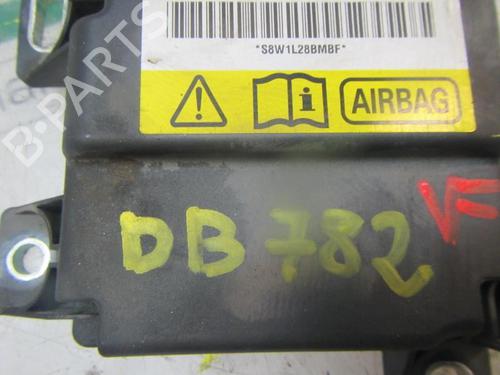 *S8W1L28BMBF*
AIRBAG
DB 782
VF
B-PARTS